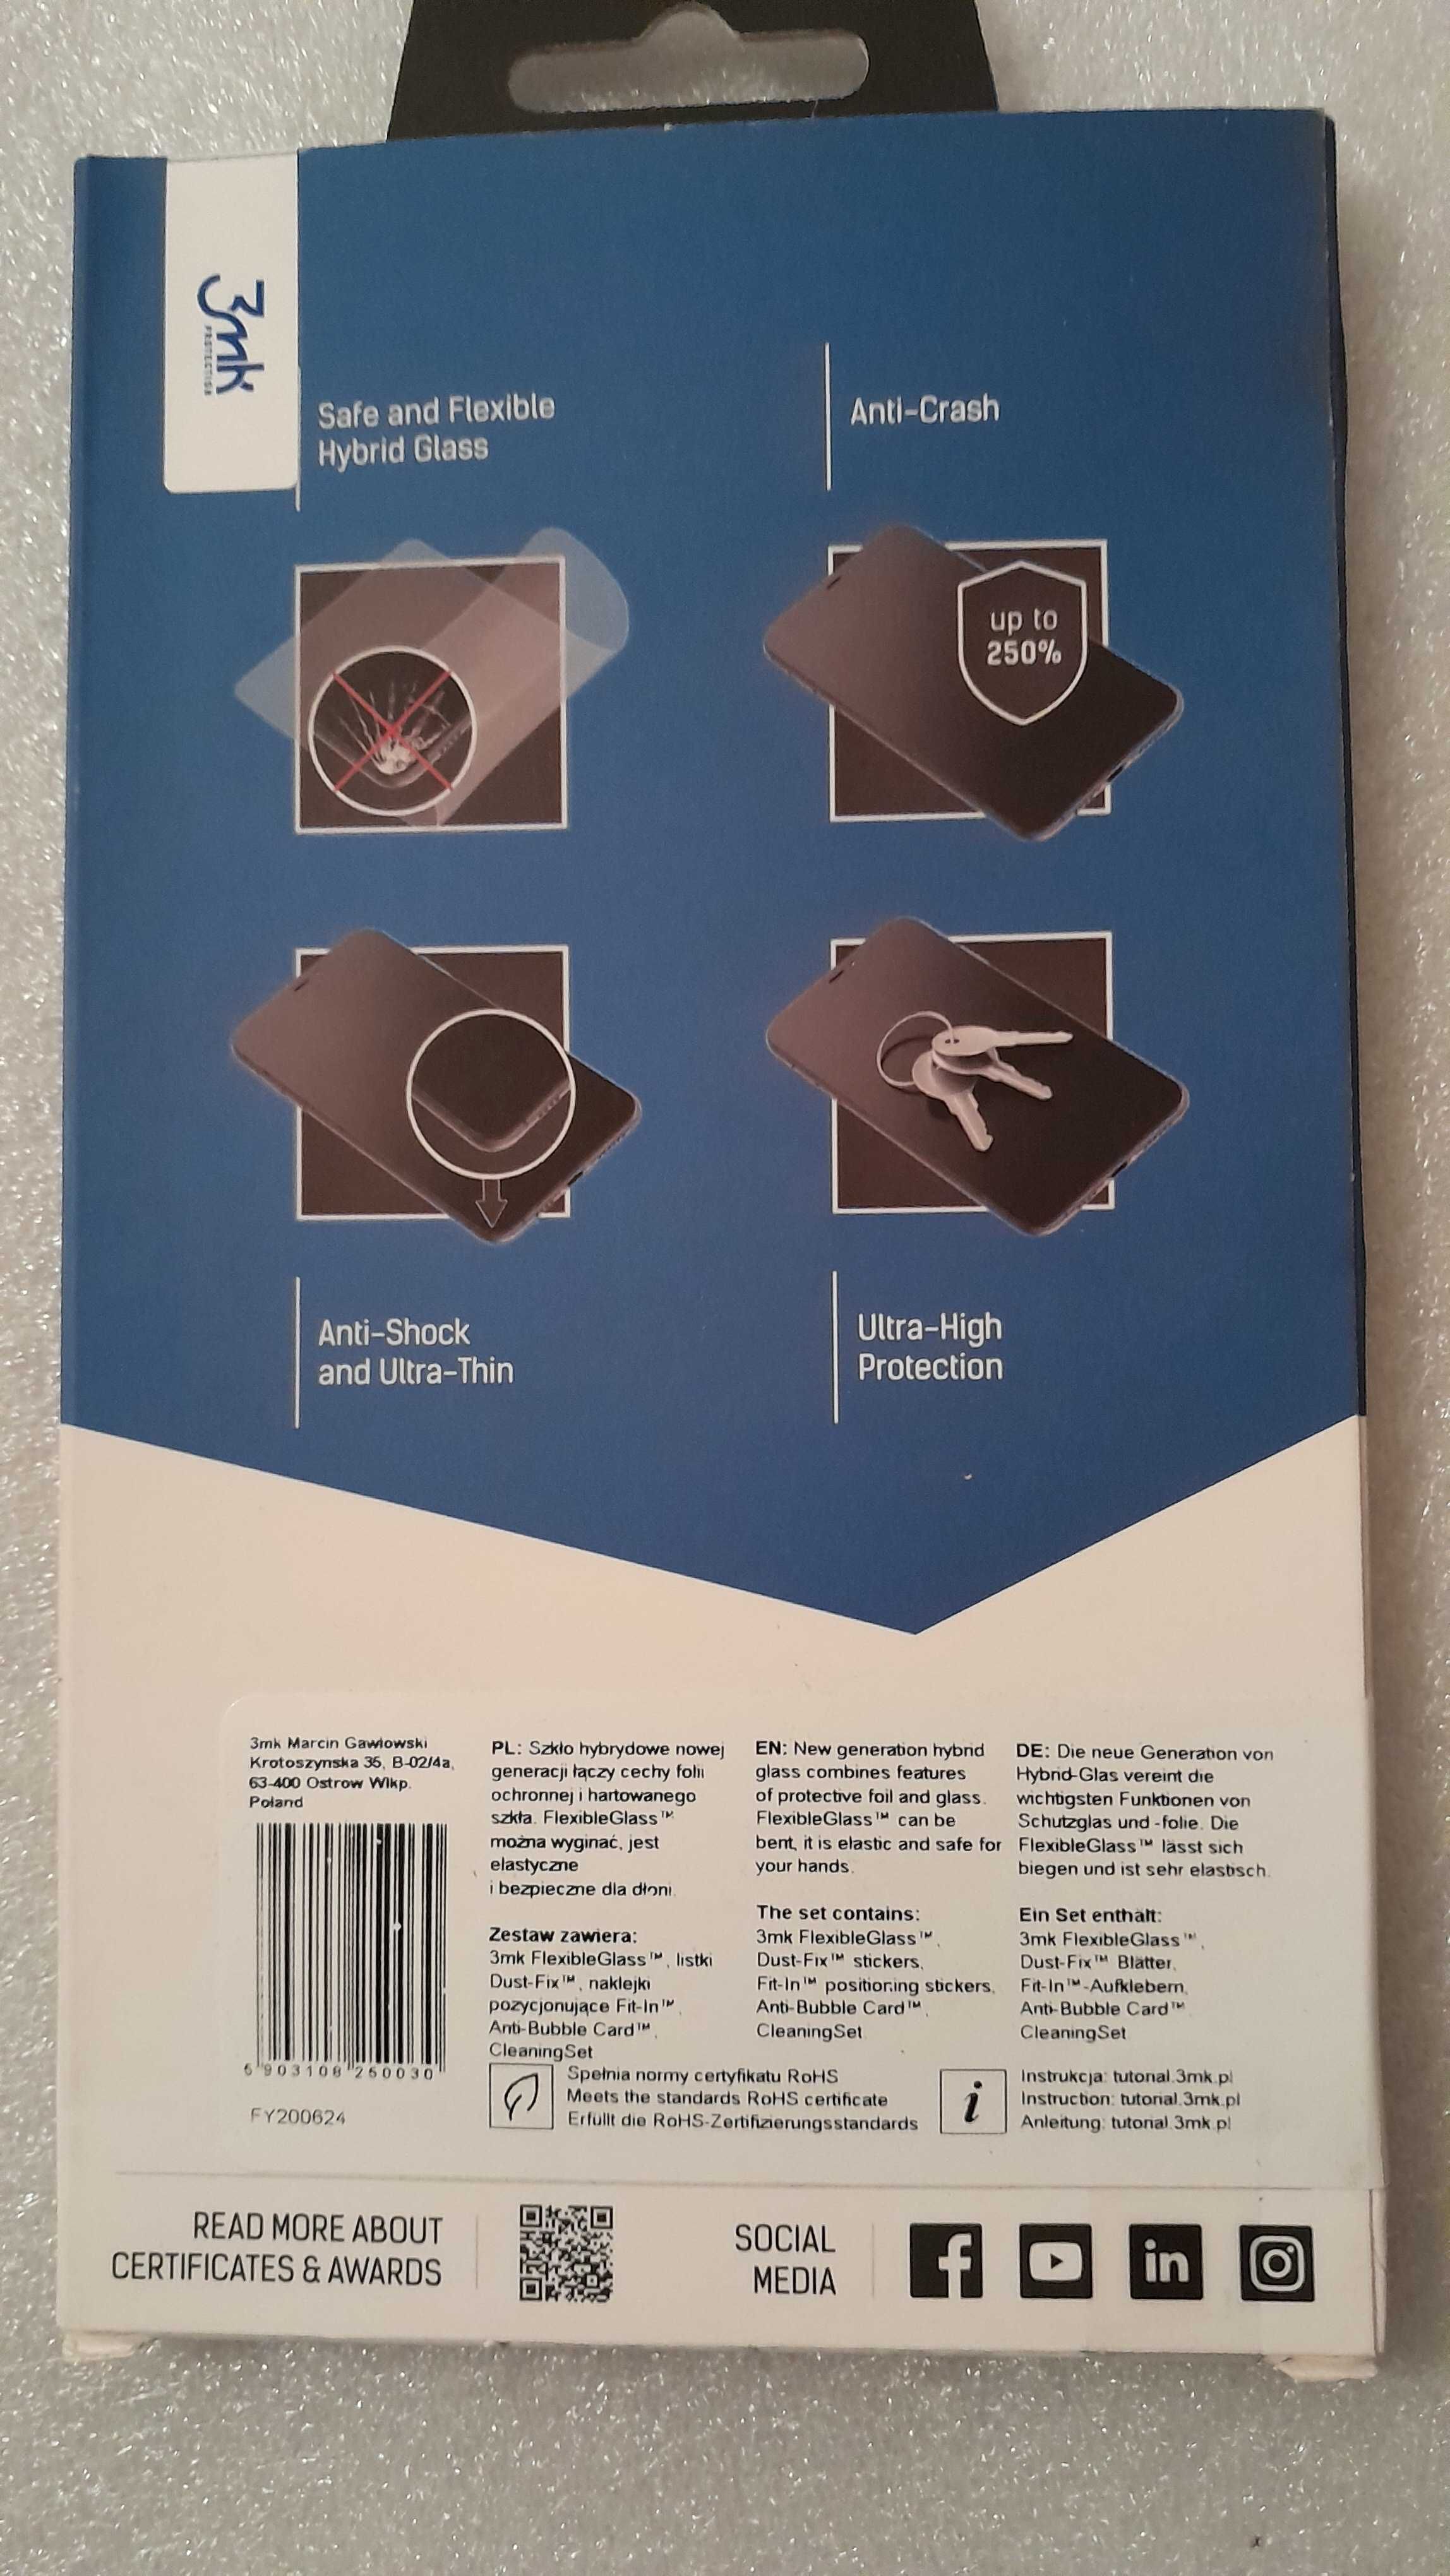 3mk
PROTECTION
Safe and Flexible
Hybrid Glass
Anti-Crash
up to
250%
Anti-Shock
and Ultra-Thin
Ultra-High
Protection
3mk Marcin Gawłowski
Krotoszynska 35, B-02/4a,
63-400 Ostrow Wlkp.
Poland
5 903108 250030
FY200624
PL: Szkło hybrydowe nowej
generacji łączy cechy folii
ochronnej i hartowanego
szkła. FlexibleGlass™
można wyginać, jest
elastyczne
i bezpieczne dla dłoni.
Zestaw zawiera:
3mk FlexibleGlass™, listki
Dust-Fix™, naklejki
pozycjonujące Fit-In™,
Anti-Bubble Card™,
CleaningSet
EN: New generation hybrid
glass combines features
of protective foil and glass.
FlexibleGlass™ can be
bent, it is elastic and safe for
your hands.
The set contains:
3mk FlexibleGlass™,
Dust-Fix™ stickers,
Fit-In™ positioning stickers,
Anti-Bubble Card™,
CleaningSet
DE: Die neue Generation von
Hybrid-Glas vereint die
wichtigsten Funktionen von
Schutzglas und -folie. Die
FlexibleGlass™ lässt sich
biegen und ist sehr elastisch.
Ein Set enthält:
3mk FlexibleGlass™,
Dust-Fix™ Blätter,
Fit-In™-Aufklebern,
Anti-Bubble Card™
CleaningSet
Spełnia normy certyfikatu RoHS
Meets the standards RoHS certificate
Erfüllt die RoHS-Zertifizierungsstandards
i
Instrukcja: tutorial.3mk.pl
Instruction: tutorial.3mk.pl
Anleitung: tutorial.3mk.pl
READ MORE ABOUT
CERTIFICATES & AWARDS
SOCIAL
MEDIA